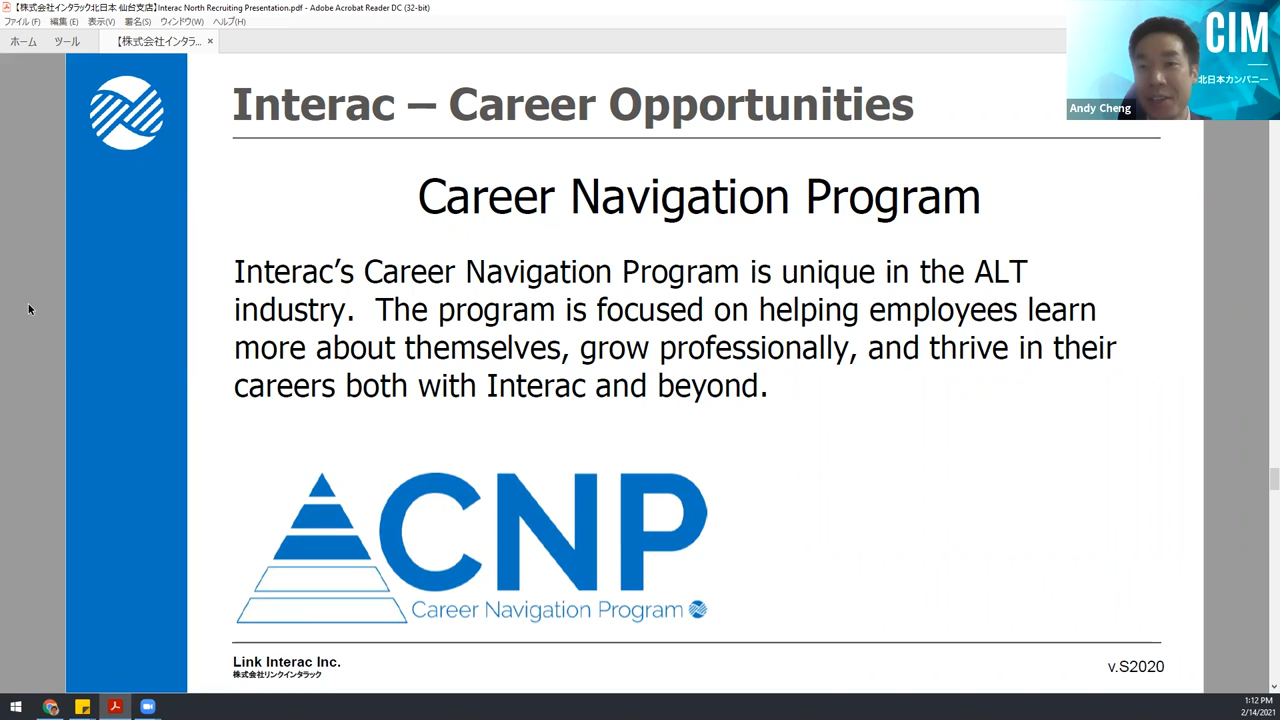 【株式会社インタラック北日本 仙台支店】Interac North Recruiting Presentation.pdf - Adobe Acrobat Reader DC (32-bit)
ファイル(F) 編集(E) 表示(V) 署名(S) ウィンドウ(W) ヘルプ(H)
ホーム ツール 【株式会社インタラ... ×
CIM
北日本カンパニー
Andy Cheng
Interac – Career Opportunities
Career Navigation Program
Interac’s Career Navigation Program is unique in the ALT
industry. The program is focused on helping employees learn
more about themselves, grow professionally, and thrive in their
careers both with Interac and beyond.
CNP
Career Navigation Program
Link Interac Inc.
株式会社リンクインタラック
v.S2020
1:12 PM
2/14/2021